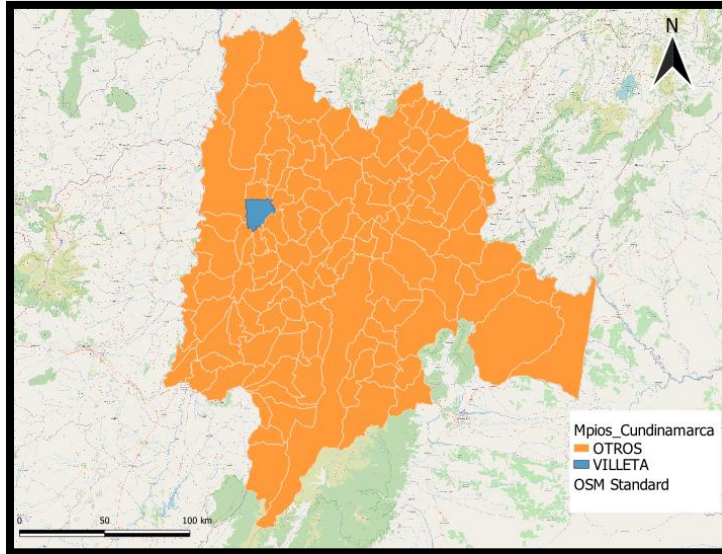 N
Mpios_Cundinamarca
OTROS
VILLETA
OSM Standard
0 50 100 km